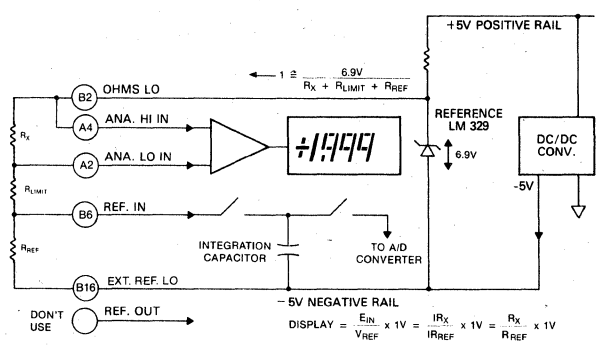 +5V POSITIVE RAIL
1 ≅ 6.9V / RX + RLIMIT + RREF
B2 OHMS LO
A4 ANA. HI IN
RX
REFERENCE
LM 329
6.9V
DC/DC
CONV.
-5V
+1.999
A2 ANA. LO IN
RLIMIT
B6 REF. IN
INTEGRATION
CAPACITOR
TO A/D
CONVERTER
RREF
B16 EXT. REF. LO
-5V NEGATIVE RAIL
DON'T
USE
REF. OUT
DISPLAY = EIN / VREF x 1V = IRX / IRREF x 1V = RX / RREF x 1V